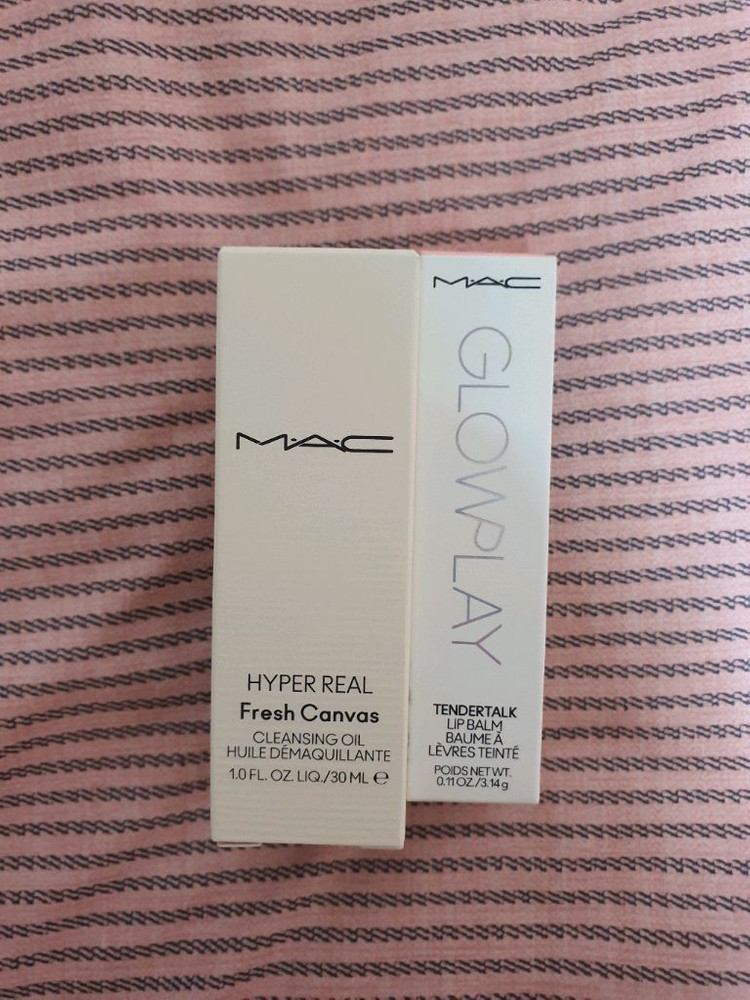 M·A·C
HYPER REAL
Fresh Canvas
CLEANSING OIL
HUILE DÉMAQUILLANTE
1.0 FL. OZ. LIQ./30 ML ℮
M·A·C
GLOWPLAY
TENDERTALK
LIP BALM
BAUME À
LÈVRES TEINTÉ
POIDS NET WT.
0.11 OZ./3.14 g